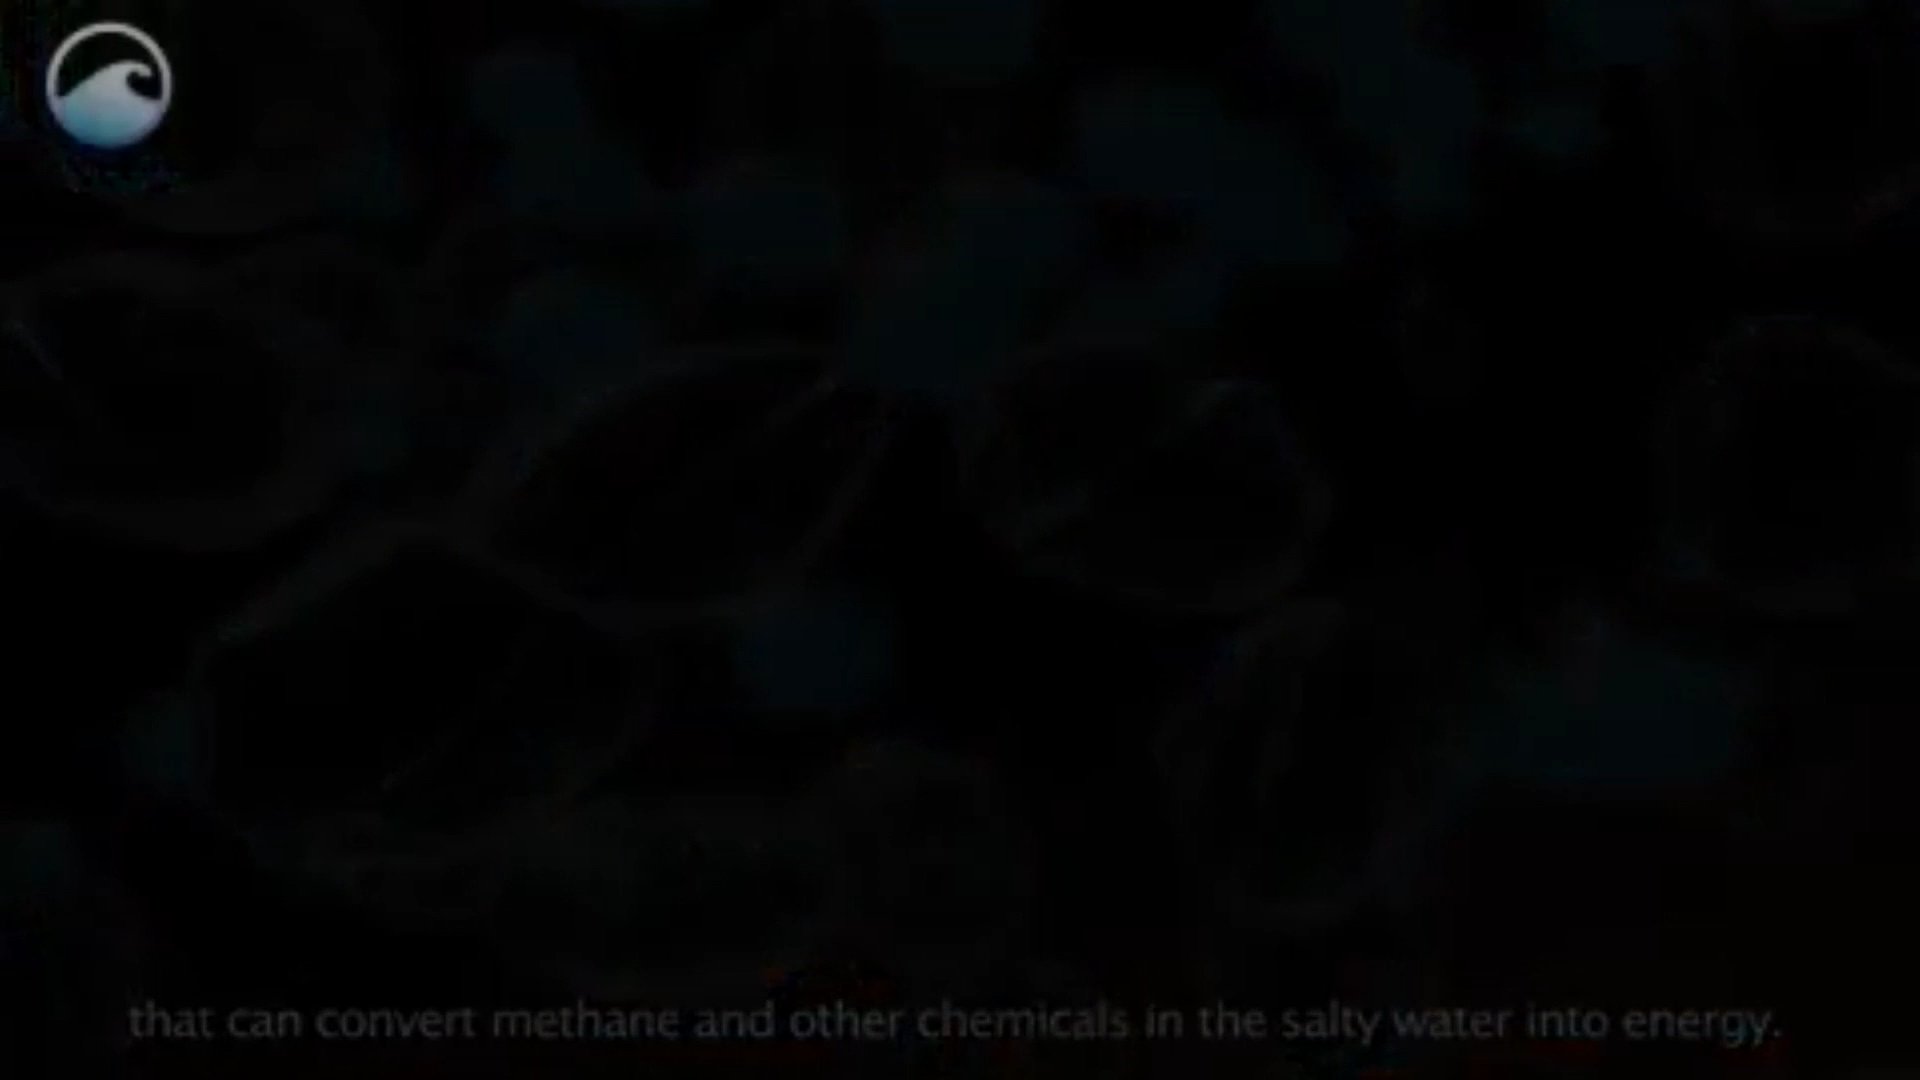 that can convert methane and other chemicals in the salty water into energy.